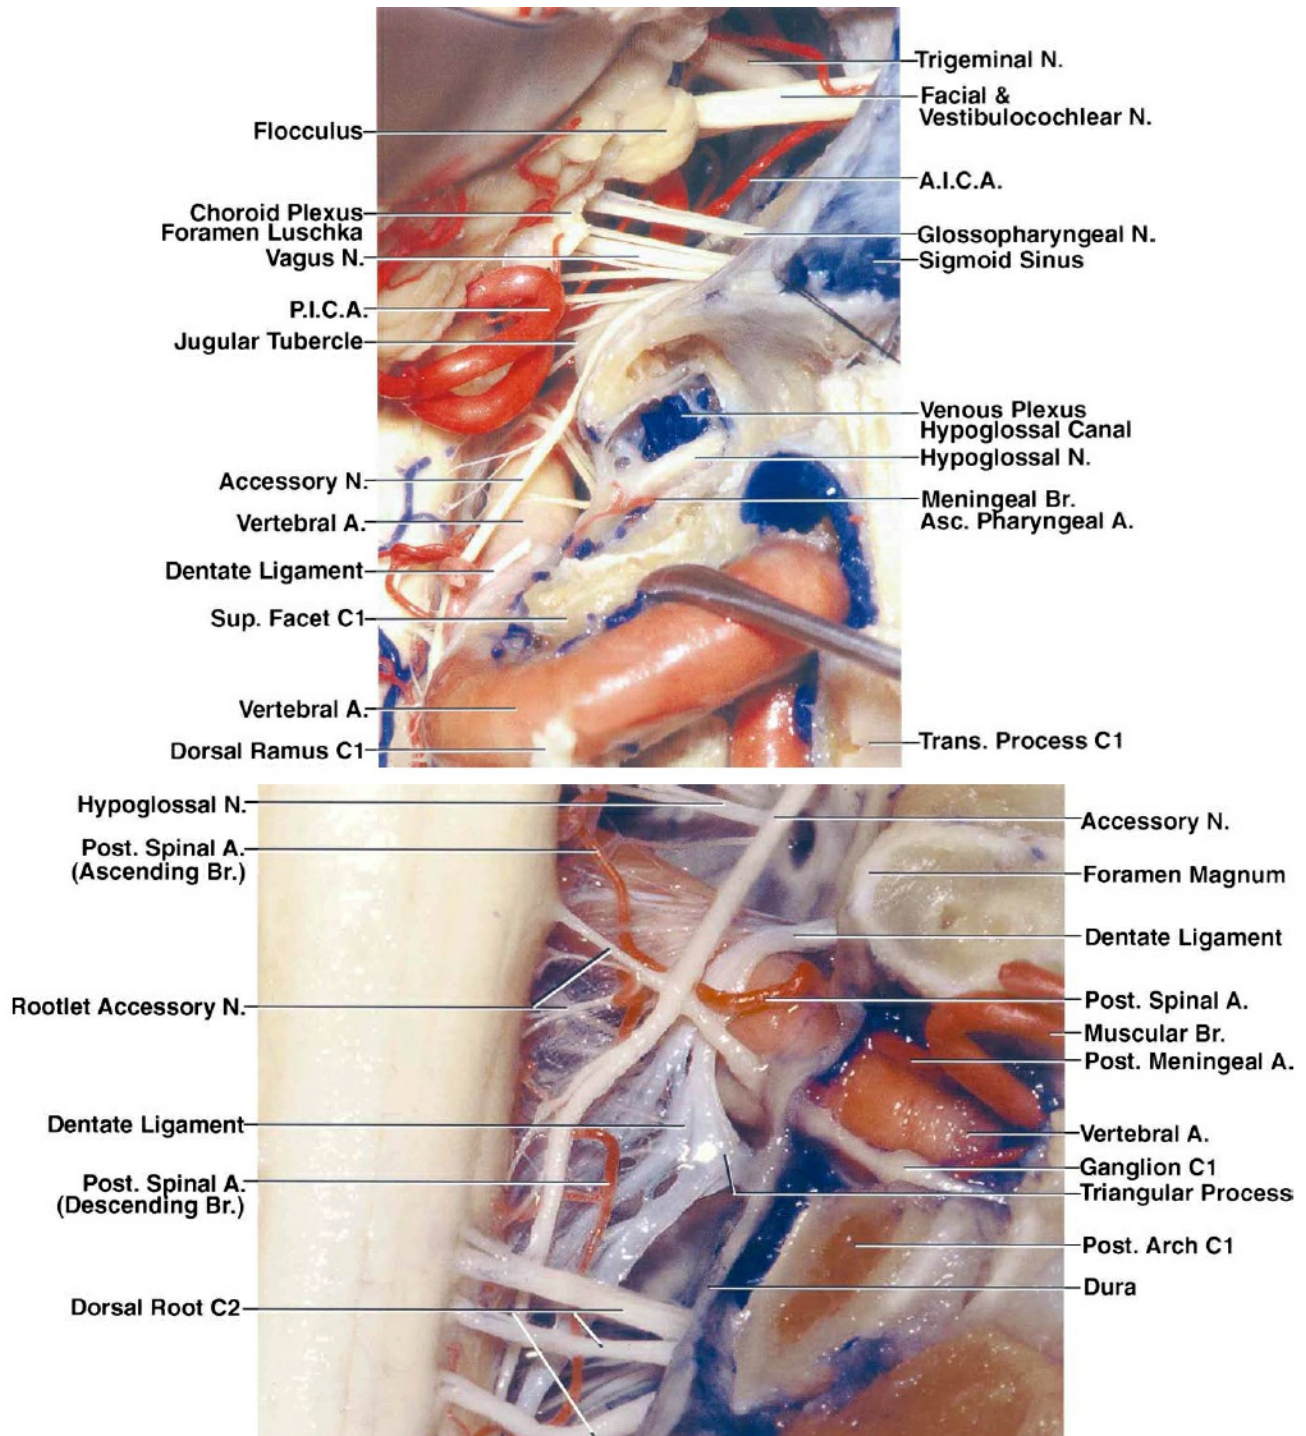 Trigeminal N.
Facial &
Vestibulocochlear N.
Flocculus
A.I.C.A.
Choroid Plexus
Foramen Luschka
Vagus N.
Glossopharyngeal N.
Sigmoid Sinus
P.I.C.A.
Jugular Tubercle
Venous Plexus
Hypoglossal Canal
Hypoglossal N.
Accessory N.
Meningeal Br.
Asc. Pharyngeal A.
Vertebral A.
Dentate Ligament
Sup. Facet C1
Vertebral A.
Dorsal Ramus C1
Trans. Process C1
Hypoglossal N.
Accessory N.
Post. Spinal A.
(Ascending Br.)
Foramen Magnum
Dentate Ligament
Rootlet Accessory N.
Post. Spinal A.
Muscular Br.
Post. Meningeal A.
Dentate Ligament
Vertebral A.
Ganglion C1
Triangular Process
Post. Spinal A.
(Descending Br.)
Post. Arch C1
Dura
Dorsal Root C2